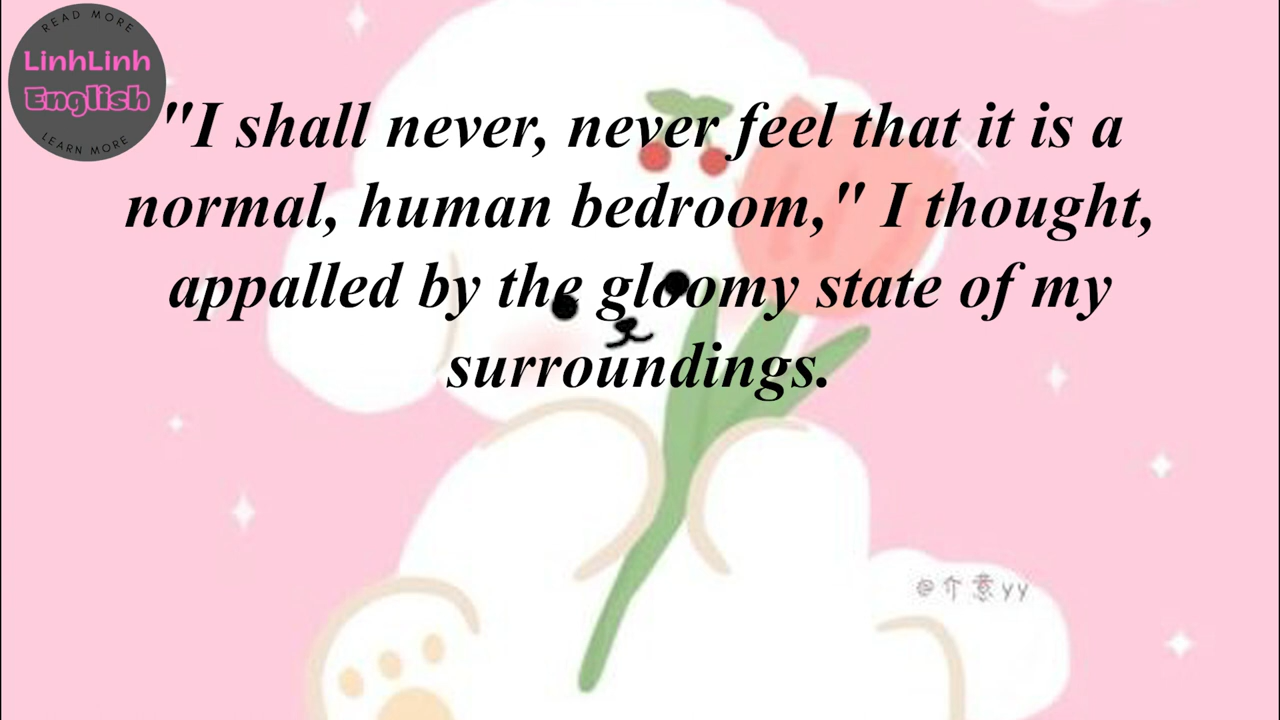 READ MORE
LinhLinh
English
LEARN MORE
"I shall never, never feel that it is a
normal, human bedroom," I thought,
appalled by the gloomy state of my
surroundings.
@介意yy